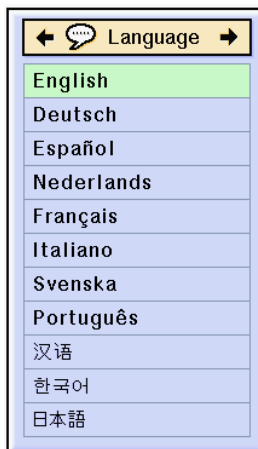 Language
English
Deutsch
Español
Nederlands
Français
Italiano
Svenska
Português
汉语
한국어
日本語